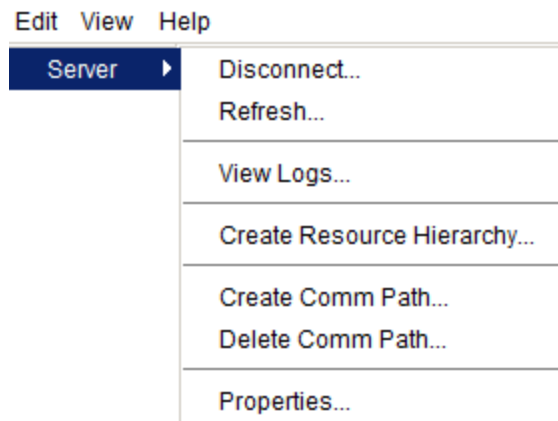 Edit View Help
Server
Disconnect...
Refresh...
View Logs...
Create Resource Hierarchy...
Create Comm Path...
Delete Comm Path...
Properties...